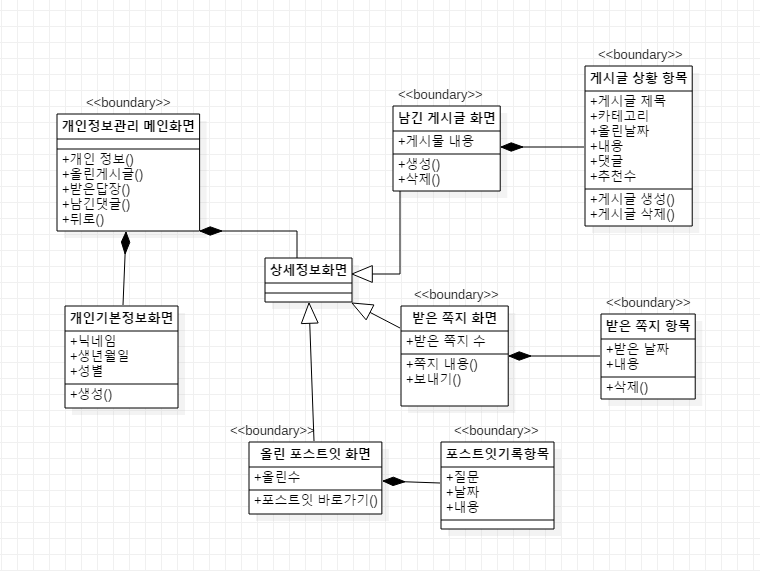 <<boundary>>
개인정보관리 메인화면
+개인 정보()
+올린게시글()
+받은답장()
+남긴댓글()
+뒤로()
<<boundary>>
남긴 게시글 화면
+게시물 내용
+생성()
+삭제()
<<boundary>>
게시글 상황 항목
+게시글 제목
+카테고리
+올린날짜
+내용
+댓글
+추천수
+게시글 생성()
+게시글 삭제()
상세정보화면
개인기본정보화면
+닉네임
+생년월일
+성별
+생성()
<<boundary>>
받은 쪽지 화면
+받은 쪽지 수
+쪽지 내용()
+보내기()
<<boundary>>
받은 쪽지 항목
+받은 날짜
+내용
+삭제()
<<boundary>>
올린 포스트잇 화면
+올린수
+포스트잇 바로가기()
<<boundary>>
포스트잇기록항목
+질문
+날짜
+내용